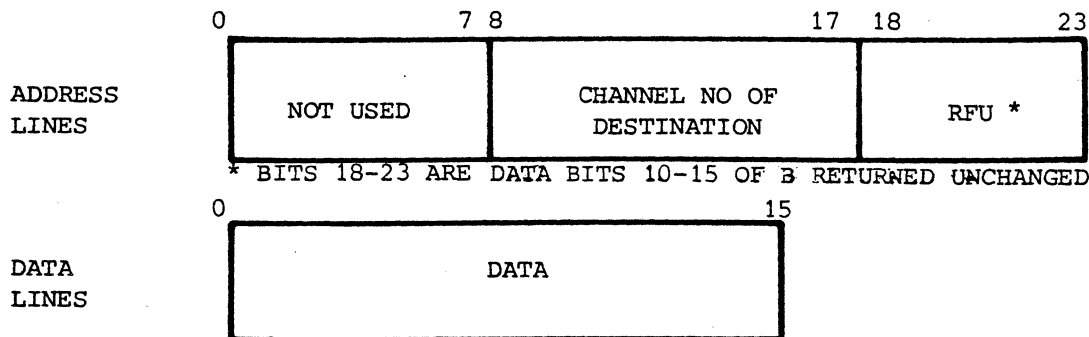 0 7 8 17 18 23
ADDRESS
LINES
NOT USED
CHANNEL NO OF
DESTINATION
RFU *
* BITS 18-23 ARE DATA BITS 10-15 OF B RETURNED UNCHANGED
0 15
DATA
LINES
DATA